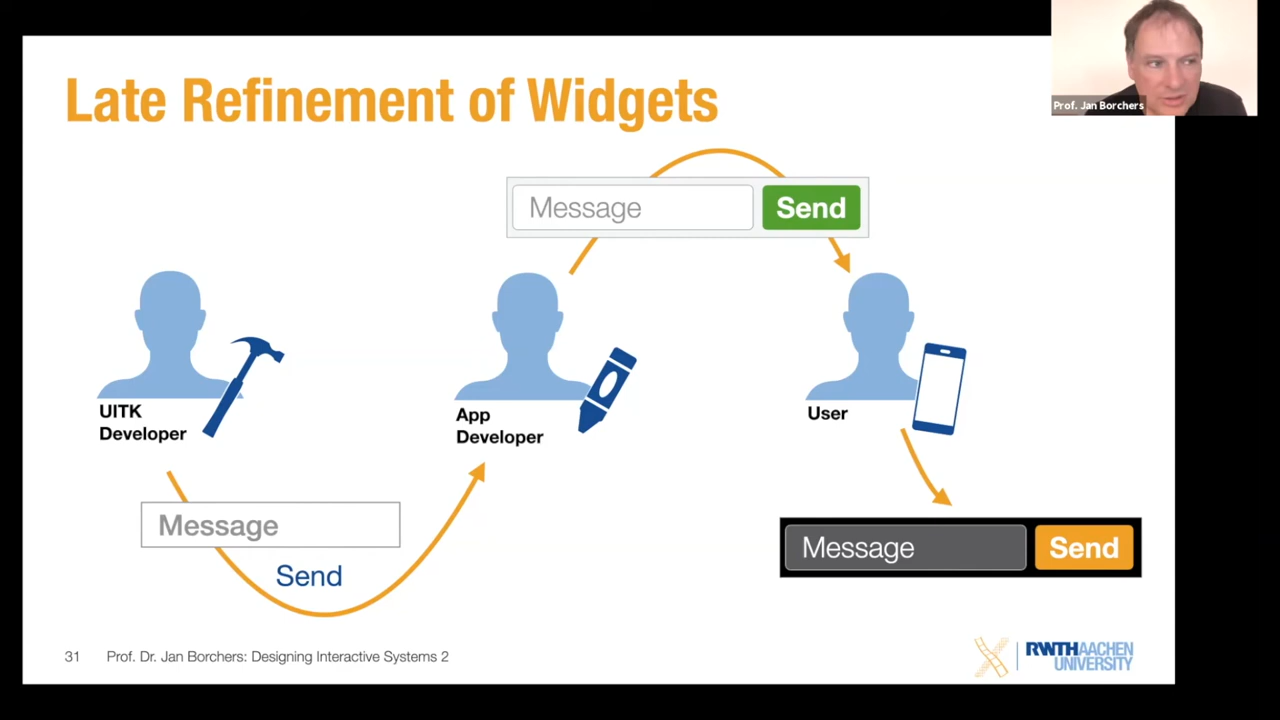 Late Refinement of Widgets
Prof. Jan Borchers
Message
Send
UITK
Developer
App
Developer
User
Message
Send
Message
Send
31
Prof. Dr. Jan Borchers: Designing Interactive Systems 2
RWTH AACHEN
UNIVERSITY